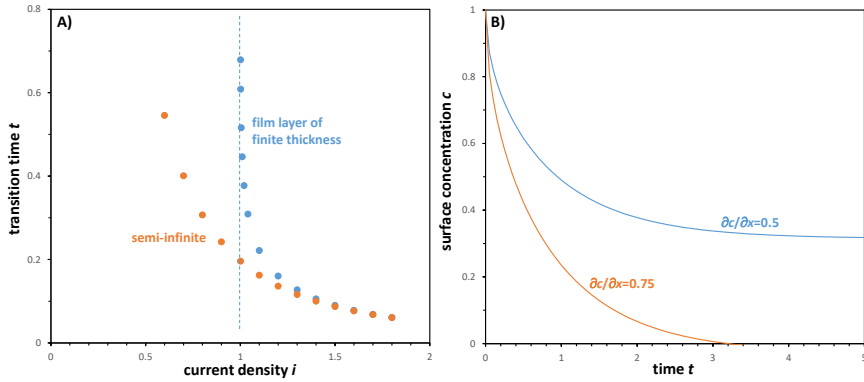 A)
0.8
0.6
0.4
0.2
0
0
0.5
1
1.5
2
transition time t
current density i
film layer of
finite thickness
semi-infinite
B)
1
0.8
0.6
0.4
0.2
0
0
1
2
3
4
5
surface concentration c
time t
∂c/∂x=0.5
∂c/∂x=0.75